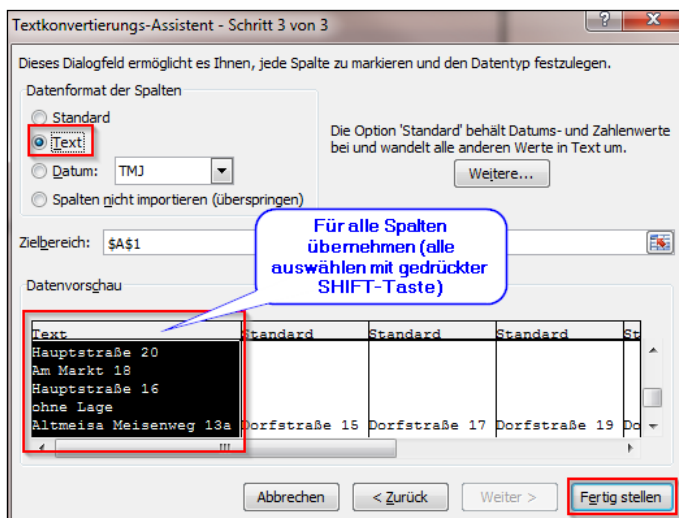 Textkonvertierungs-Assistent - Schritt 3 von 3
Dieses Dialogfeld ermöglicht es Ihnen, jede Spalte zu markieren und den Datentyp festzulegen.
Datenformat der Spalten
Standard
Text
Datum: TMJ
Spalten nicht importieren (überspringen)
Die Option 'Standard' behält Datums- und Zahlenwerte
bei und wandelt alle anderen Werte in Text um.
Weitere...
Für alle Spalten
übernehmen (alle
auswählen mit gedrückter
SHIFT-Taste)
Zielbereich: $A$1
Datenvorschau
Text Standard Standard Standard St
Hauptstraße 20
Am Markt 18
Hauptstraße 16
ohne Lage
Altmeisa Meisenweg 13a Dorfstraße 15 Dorfstraße 17 Dorfstraße 19 Do
Abbrechen < Zurück Weiter > Fertig stellen